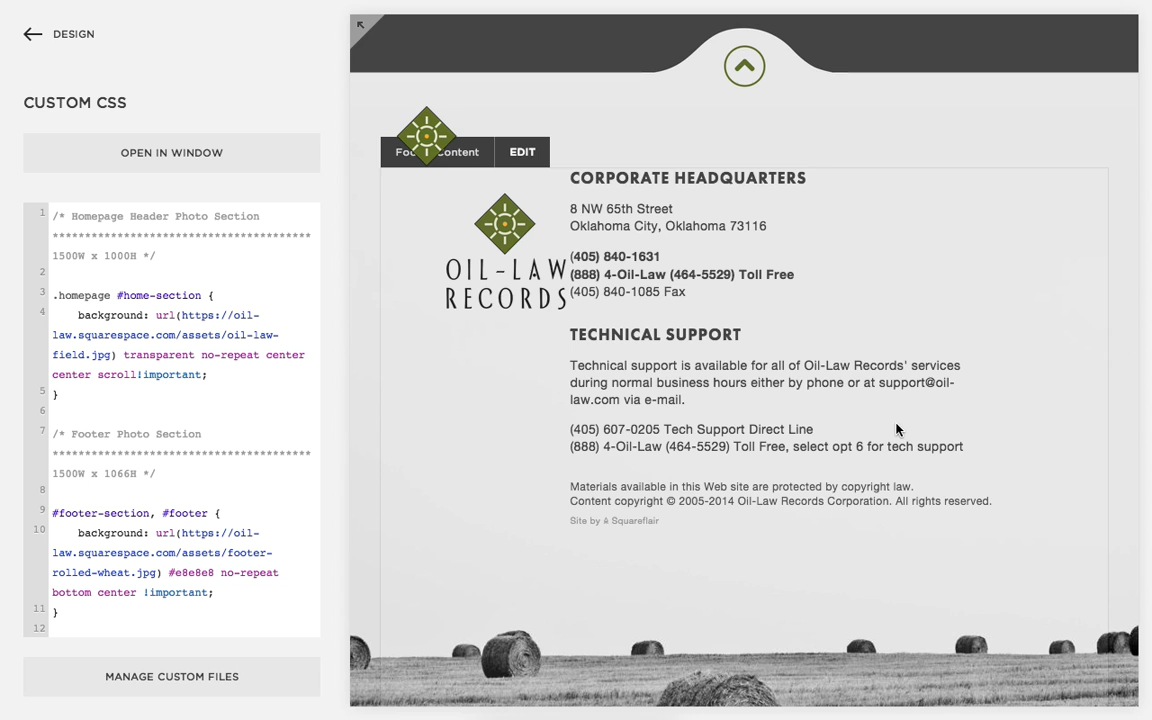 DESIGN
CUSTOM CSS
OPEN IN WINDOW
1 /* Homepage Header Photo Section
****************************************
1500W x 1000H */
2
3 .homepage #home-section {
4 background: url(https://oil-
law.squarespace.com/assets/oil-law-
field.jpg) transparent no-repeat center
center scroll!important;
5 }
6
7 /* Footer Photo Section
****************************************
1500W x 1066H */
8
9 #footer-section, #footer {
10 background: url(https://oil-
law.squarespace.com/assets/footer-
rolled-wheat.jpg) #e8e8e8 no-repeat
bottom center !important;
11 }
12
MANAGE CUSTOM FILES
EDIT
OIL-LAW
RECORDS
CORPORATE HEADQUARTERS
8 NW 65th Street
Oklahoma City, Oklahoma 73116
(405) 840-1631
(888) 4-Oil-Law (464-5529) Toll Free
(405) 840-1085 Fax
TECHNICAL SUPPORT
Technical support is available for all of Oil-Law Records' services
during normal business hours either by phone or at support@oil-
law.com via e-mail.
(405) 607-0205 Tech Support Direct Line
(888) 4-Oil-Law (464-5529) Toll Free, select opt 6 for tech support
Materials available in this Web site are protected by copyright law.
Content copyright © 2005-2014 Oil-Law Records Corporation. All rights reserved.
Site by Squareflair